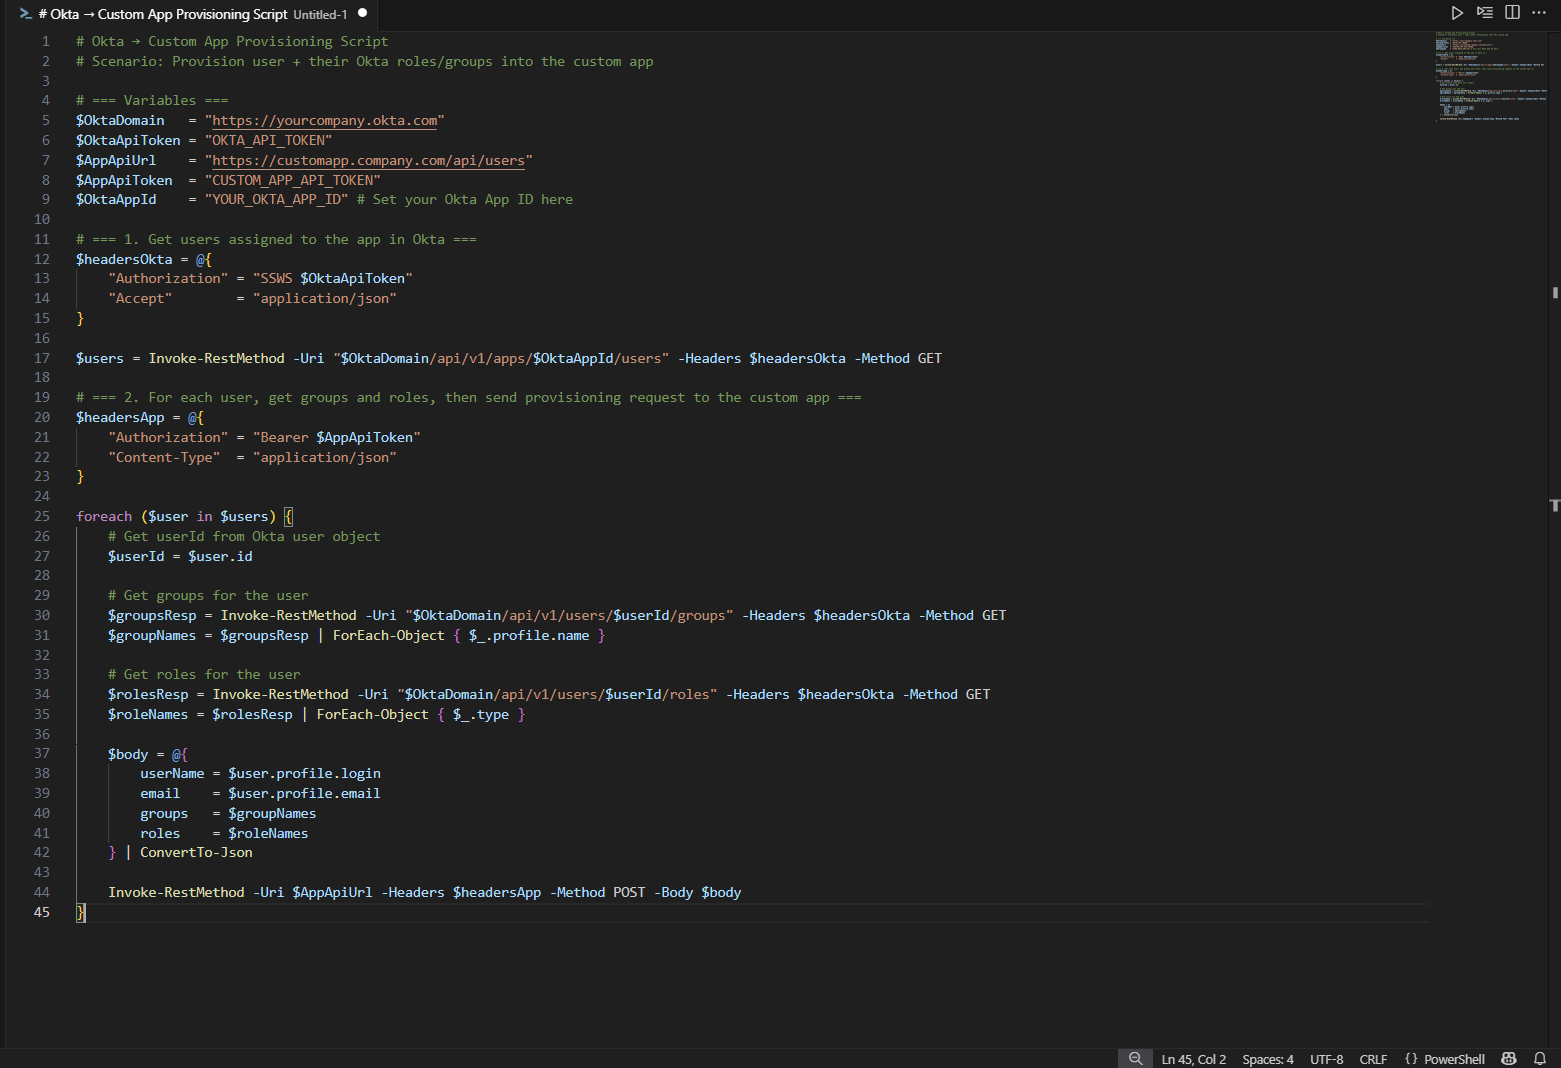 # Okta → Custom App Provisioning Script Untitled-1
1 # Okta → Custom App Provisioning Script
2 # Scenario: Provision user + their Okta roles/groups into the custom app
3
4 # === Variables ===
5 $OktaDomain   = "https://yourcompany.okta.com"
6 $OktaApiToken = "OKTA_API_TOKEN"
7 $AppApiUrl    = "https://customapp.company.com/api/users"
8 $AppApiToken  = "CUSTOM_APP_API_TOKEN"
9 $OktaAppId    = "YOUR_OKTA_APP_ID" # Set your Okta App ID here
10
11 # === 1. Get users assigned to the app in Okta ===
12 $headersOkta = @{
13     "Authorization" = "SSWS $OktaApiToken"
14     "Accept"        = "application/json"
15 }
16
17 $users = Invoke-RestMethod -Uri "$OktaDomain/api/v1/apps/$OktaAppId/users" -Headers $headersOkta -Method GET
18
19 # === 2. For each user, get groups and roles, then send provisioning request to the custom app ===
20 $headersApp = @{
21     "Authorization" = "Bearer $AppApiToken"
22     "Content-Type"  = "application/json"
23 }
24
25 foreach ($user in $users) {
26     # Get userId from Okta user object
27     $userId = $user.id
28
29     # Get groups for the user
30     $groupsResp = Invoke-RestMethod -Uri "$OktaDomain/api/v1/users/$userId/groups" -Headers $headersOkta -Method GET
31     $groupNames = $groupsResp | ForEach-Object { $_.profile.name }
32
33     # Get roles for the user
34     $rolesResp = Invoke-RestMethod -Uri "$OktaDomain/api/v1/users/$userId/roles" -Headers $headersOkta -Method GET
35     $roleNames = $rolesResp | ForEach-Object { $_.type }
36
37     $body = @{
38         userName = $user.profile.login
39         email    = $user.profile.email
40         groups   = $groupNames
41         roles    = $roleNames
42     } | ConvertTo-Json
43
44     Invoke-RestMethod -Uri $AppApiUrl -Headers $headersApp -Method POST -Body $body
45 }
Ln 45, Col 2 Spaces: 4 UTF-8 CRLF {} PowerShell